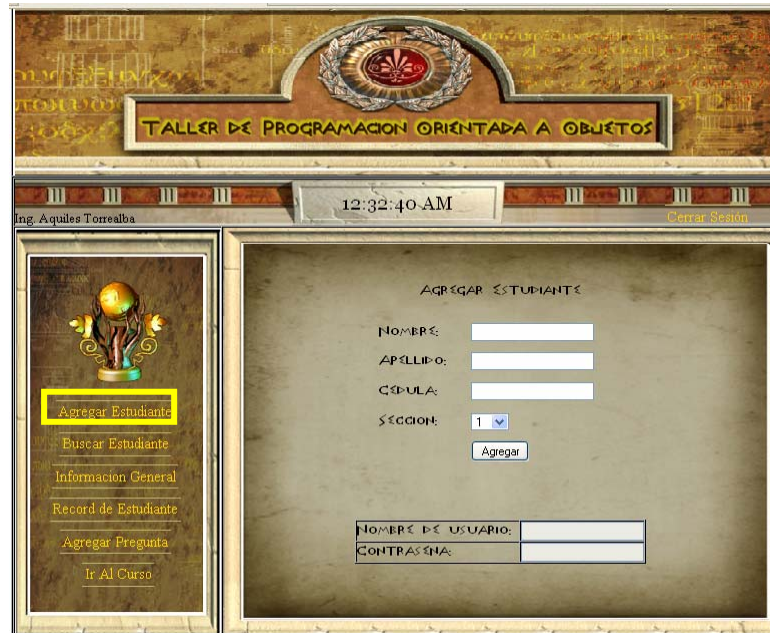 TALLER DE PROGRAMACION ORIENTADA A OBJETOS
12:32:40 AM
Ing. Aquiles Torrealba
Cerrar Sesión
Agregar Estudiante
Buscar Estudiante
Informacion General
Record de Estudiante
Agregar Pregunta
Ir Al Curso
AGREGAR ESTUDIANTE
NOMBRE:
APELLIDO:
CEDULA:
SECCION:
1
Agregar
NOMBRE DE USUARIO:
CONTRASENA: